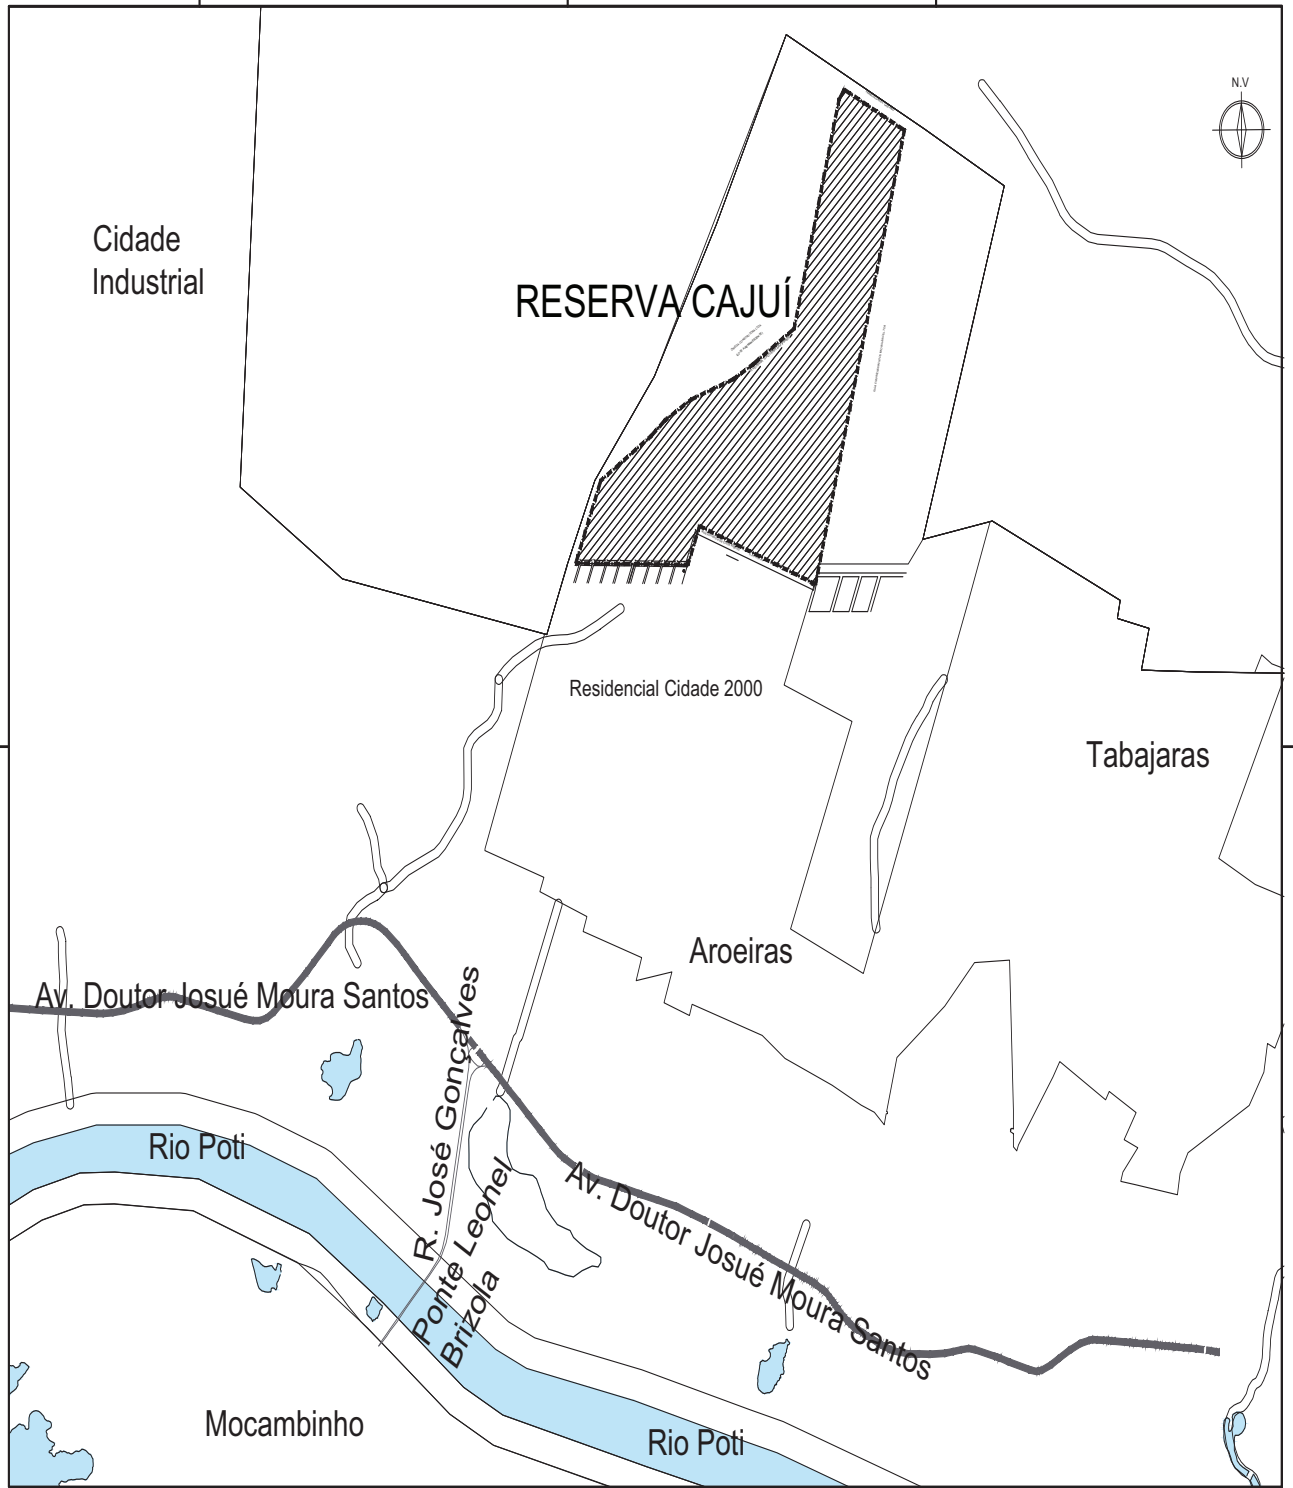 N.V
Cidade
Industrial
RESERVA CAJUÍ
Residencial Cidade 2000
Tabajaras
Aroeiras
Av. Doutor Josué Moura Santos
R. José Gonçalves
Rio Poti
Ponte Leonel
Brizola
Av. Doutor Josué Moura Santos
Mocambinho
Rio Poti